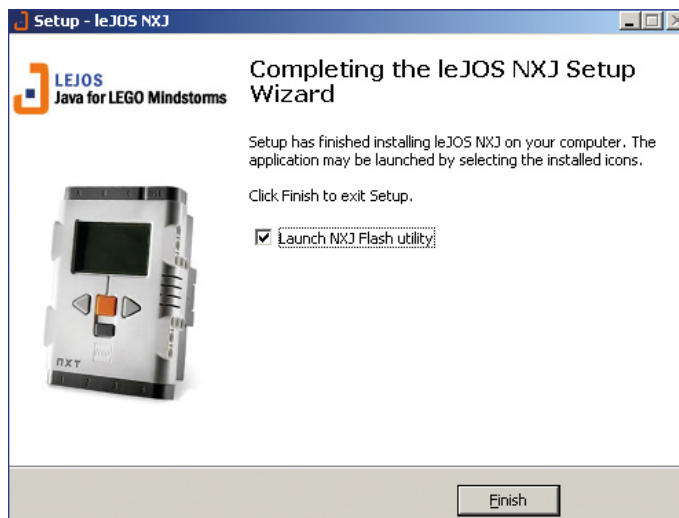 Setup - leJOS NXJ
LEJOS
Java for LEGO Mindstorms
Completing the leJOS NXJ Setup
Wizard
Setup has finished installing leJOS NXJ on your computer. The
application may be launched by selecting the installed icons.
Click Finish to exit Setup.
Launch NXJ Flash utility
nxt
Finish